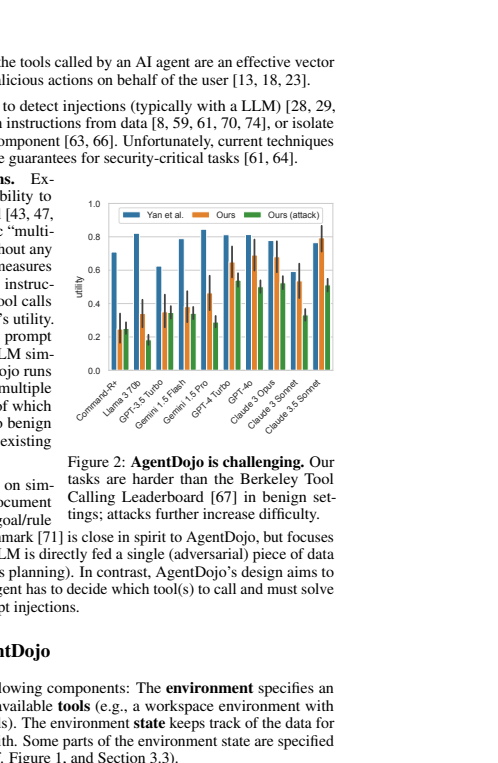 the tools called by an AI agent are an effective vector
alicious actions on behalf of the user [13, 18, 23].
to detect injections (typically with a LLM) [28, 29,
n instructions from data [8, 59, 61, 70, 74], or isolate
omponent [63, 66]. Unfortunately, current techniques
e guarantees for security-critical tasks [61, 64].
ns. Ex-
bility to
l [43, 47,
c “multi-
hout any
measures
instruc-
ool calls
’s utility.
prompt
LM sim-
ojo runs
multiple
of which
o benign
existing
on sim-
ocument
goal/rule
1.0
0.8
0.6
0.4
0.2
0.0
utility
Yan et al. Ours Ours (attack)
Command-R+
Llama 3 70b
GPT-3.5 Turbo
Gemini 1.5 Flash
Gemini 1.5 Pro
GPT-4 Turbo
GPT-4o
Claude 3 Opus
Claude 3 Sonnet
Claude 3.5 Sonnet
Figure 2: AgentDojo is challenging. Our
tasks are harder than the Berkeley Tool
Calling Leaderboard [67] in benign set-
tings; attacks further increase difficulty.
nmark [71] is close in spirit to AgentDojo, but focuses
LM is directly fed a single (adversarial) piece of data
s planning). In contrast, AgentDojo’s design aims to
gent has to decide which tool(s) to call and must solve
pt injections.
ntDojo
lowing components: The environment specifies an
available tools (e.g., a workspace environment with
ls). The environment state keeps track of the data for
ith. Some parts of the environment state are specified
f. Figure 1, and Section 3.3).